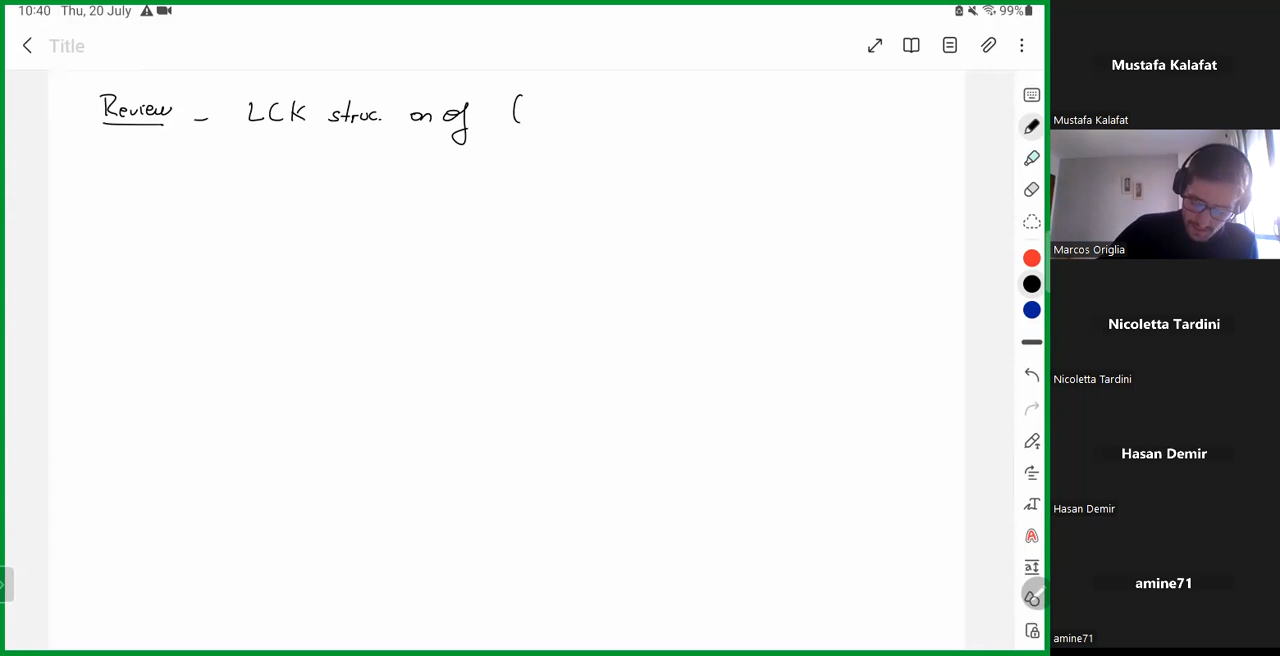 10:40 Thu, 20 July
99%
Title
Review - LCK struc. on g (
Mustafa Kalafat
Mustafa Kalafat
Marcos Origlia
Nicoletta Tardini
Nicoletta Tardini
Hasan Demir
Hasan Demir
amine71
amine71